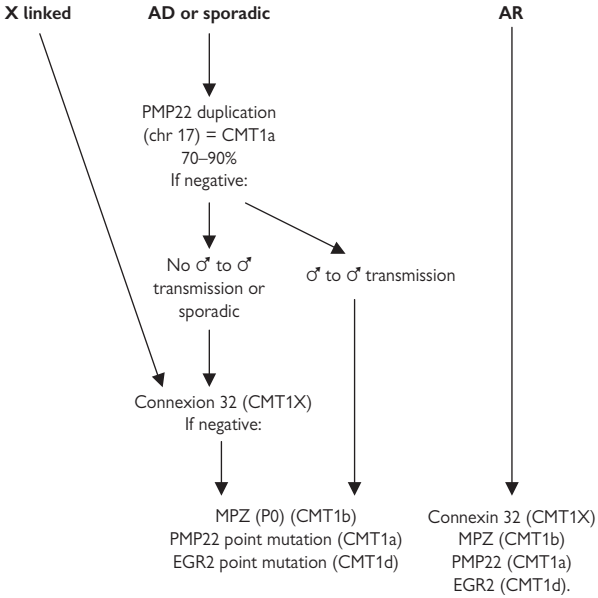 X linked
AD or sporadic
AR
PMP22 duplication
(chr 17) = CMT1a
70–90%
If negative:
No ♂ to ♂
transmission or
sporadic
♂ to ♂ transmission
Connexion 32 (CMT1X)
If negative:
MPZ (P0) (CMT1b)
PMP22 point mutation (CMT1a)
EGR2 point mutation (CMT1d)
Connexin 32 (CMT1X)
MPZ (CMT1b)
PMP22 (CMT1a)
EGR2 (CMT1d).